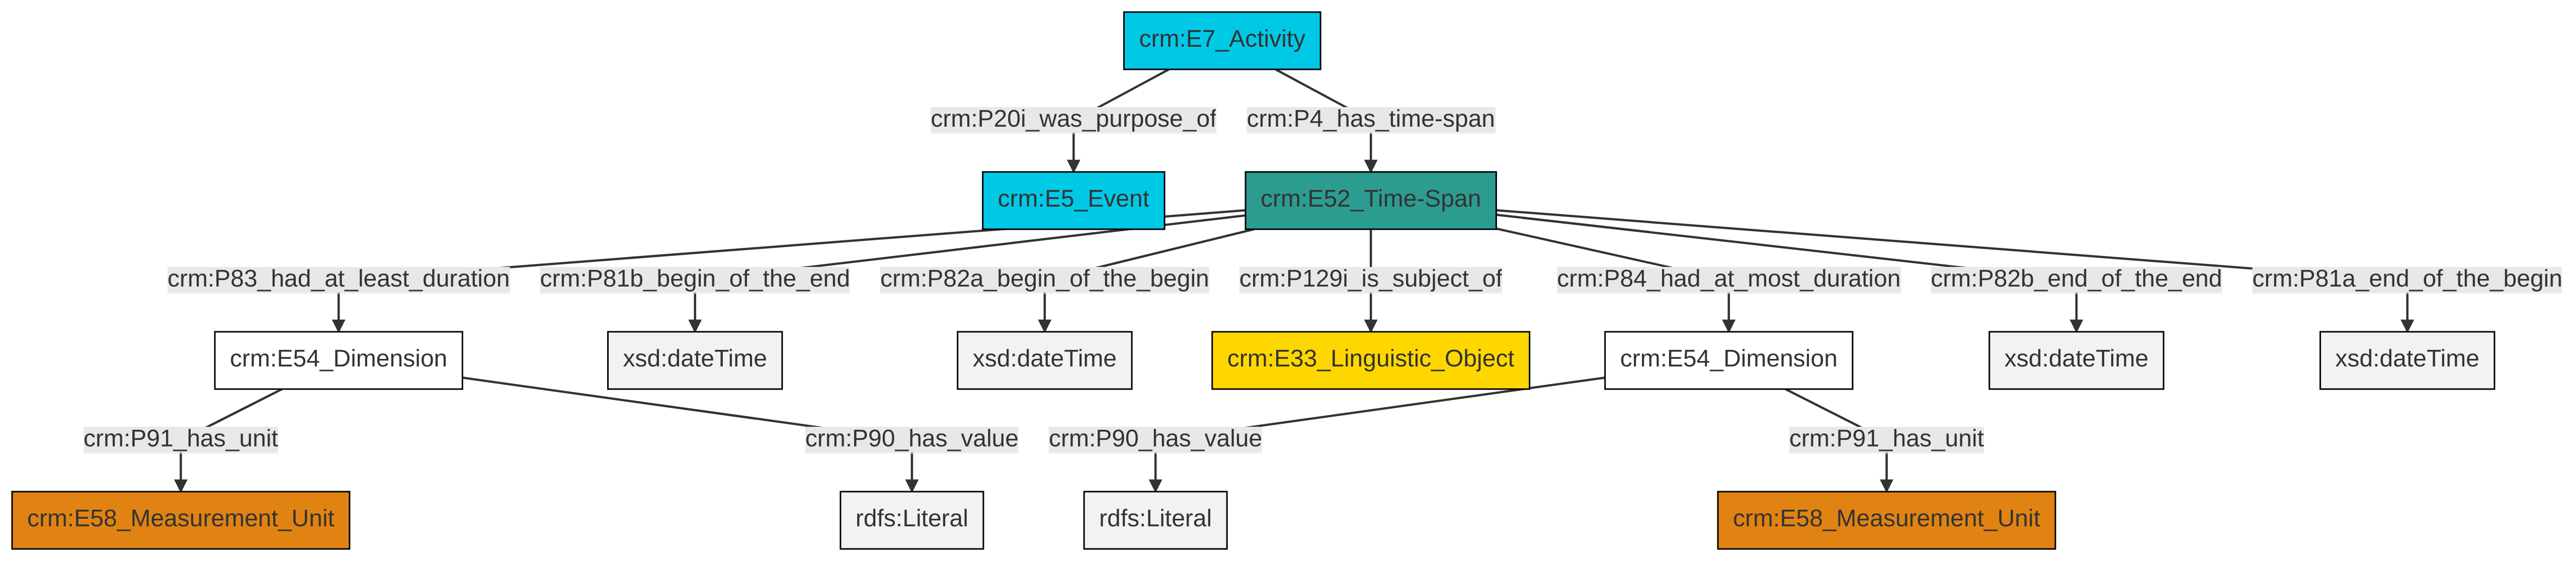 crm:E7_Activity
crm:P20i_was_purpose_of
crm:P4_has_time-span
crm:E5_Event
crm:E52_Time-Span
crm:P83_had_at_least_duration
crm:P81b_begin_of_the_end
crm:P82a_begin_of_the_begin
crm:P129i_is_subject_of
crm:P84_had_at_most_duration
crm:P82b_end_of_the_end
crm:P81a_end_of_the_begin
crm:E54_Dimension
xsd:dateTime
xsd:dateTime
crm:E33_Linguistic_Object
crm:E54_Dimension
xsd:dateTime
xsd:dateTime
crm:P91_has_unit
crm:P90_has_value
crm:P90_has_value
crm:P91_has_unit
crm:E58_Measurement_Unit
rdfs:Literal
rdfs:Literal
crm:E58_Measurement_Unit